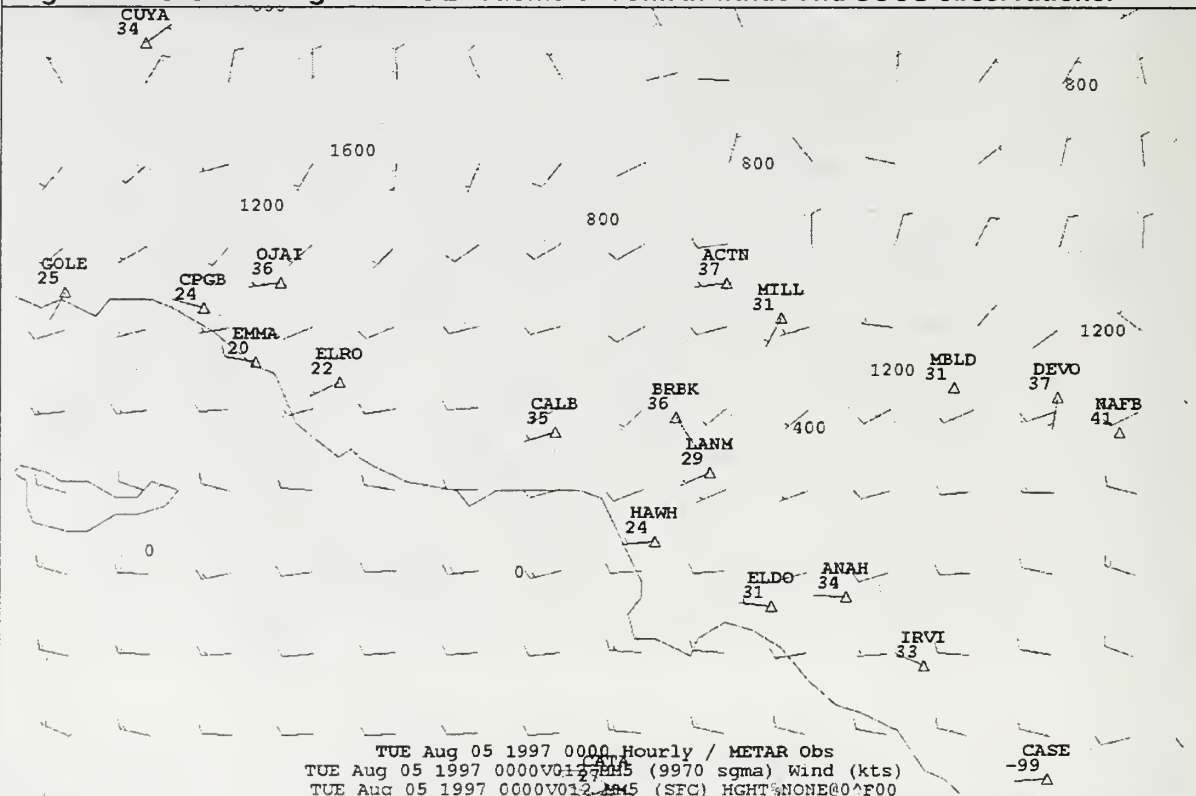 CUYA
34
800
1600
800
1200
800
OJAI
36
GOLE
25
CPGB
24
ACTN
37
MILL
31
EMMA
20
ELRO
22
1200
1200
MBLD
31
DEVO
37
BRBK
36
CALB
35
NAFB
41
400
LANM
29
HAWH
24
0
0
ELDO
31
ANAH
34
IRVI
33
TUE Aug 05 1997 0000 Hourly / METAR Obs
CATA
27
CASE
-99
TUE Aug 05 1997 0000V012 MM5 (9970 sgma) Wind (kts)
TUE Aug 05 1997 0000V012 MM5 (SFC) HGHT%NONE@0^F00